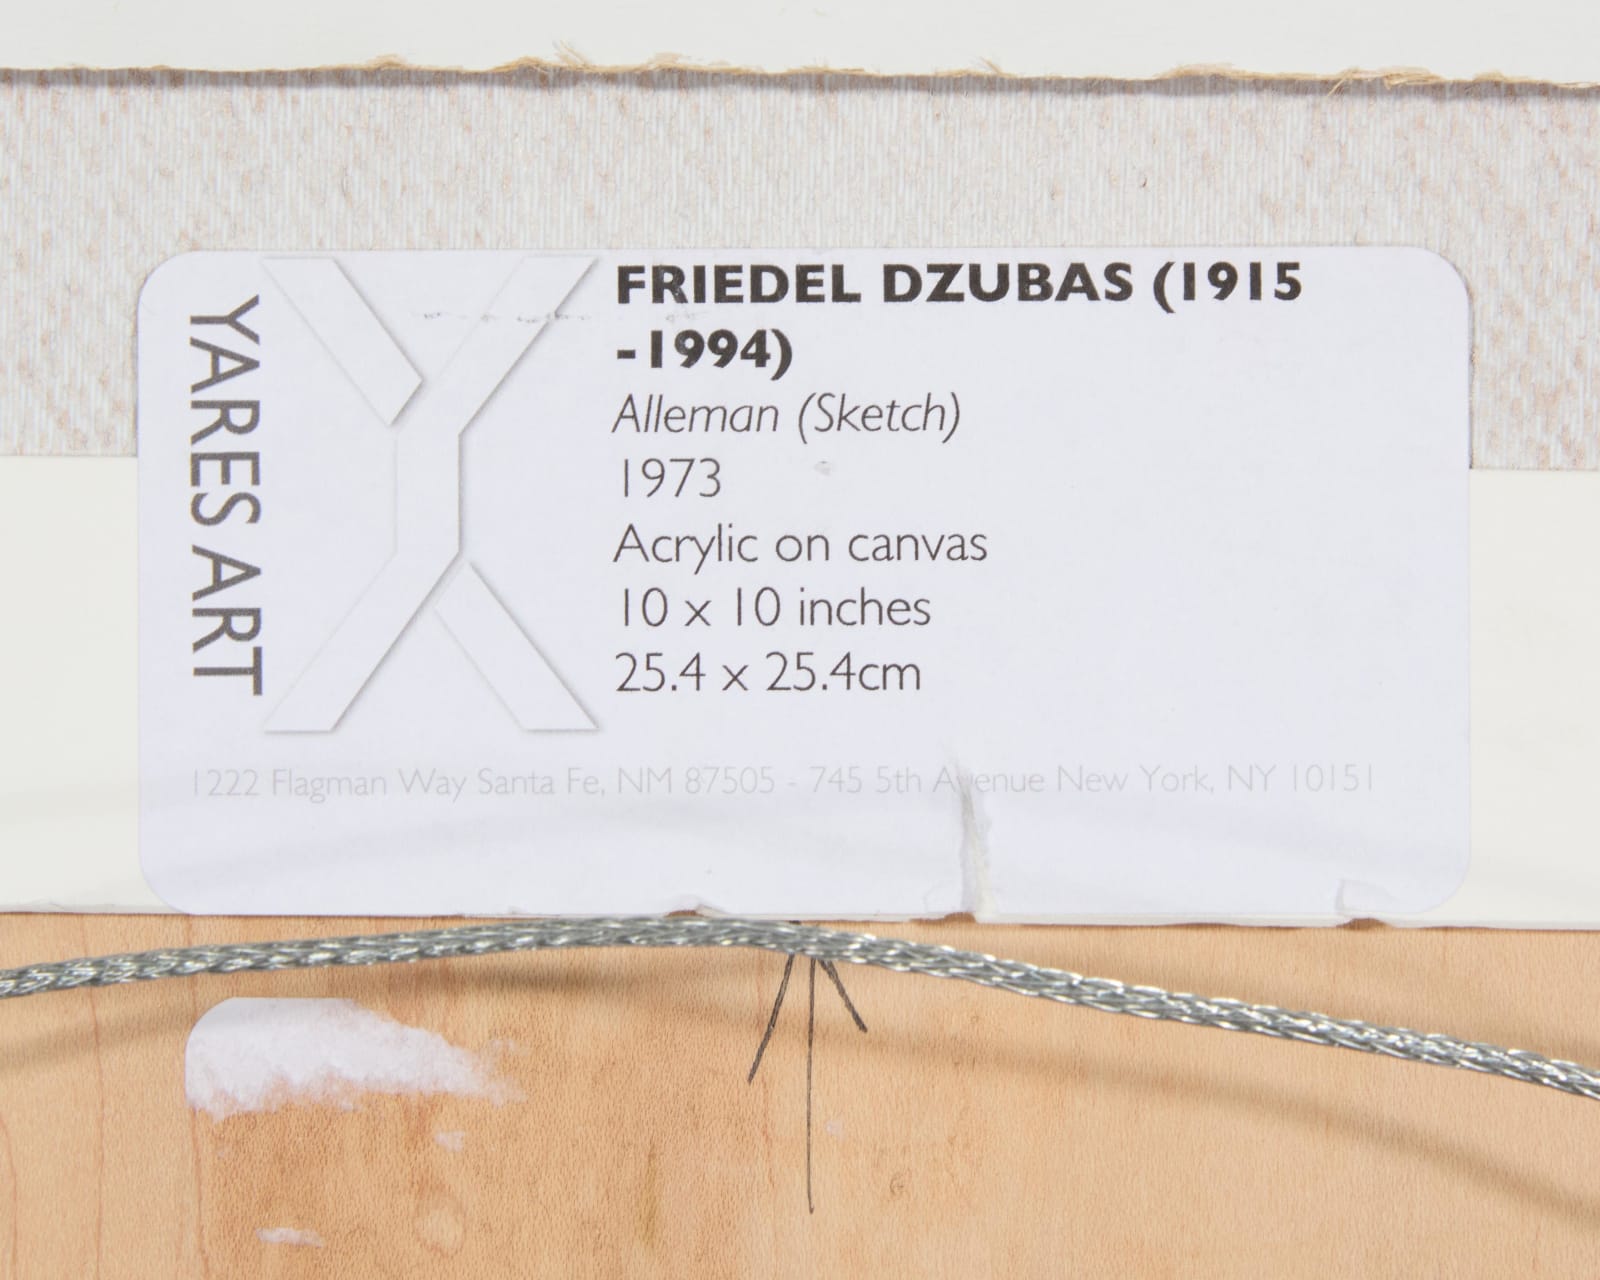 YARES ART
FRIEDEL DZUBAS (1915
-1994)
Alleman (Sketch)
1973
Acrylic on canvas
10 x 10 inches
25.4 x 25.4cm
1222 Flagman Way Santa Fe, NM 87505 - 745 5th Avenue New York, NY 10151